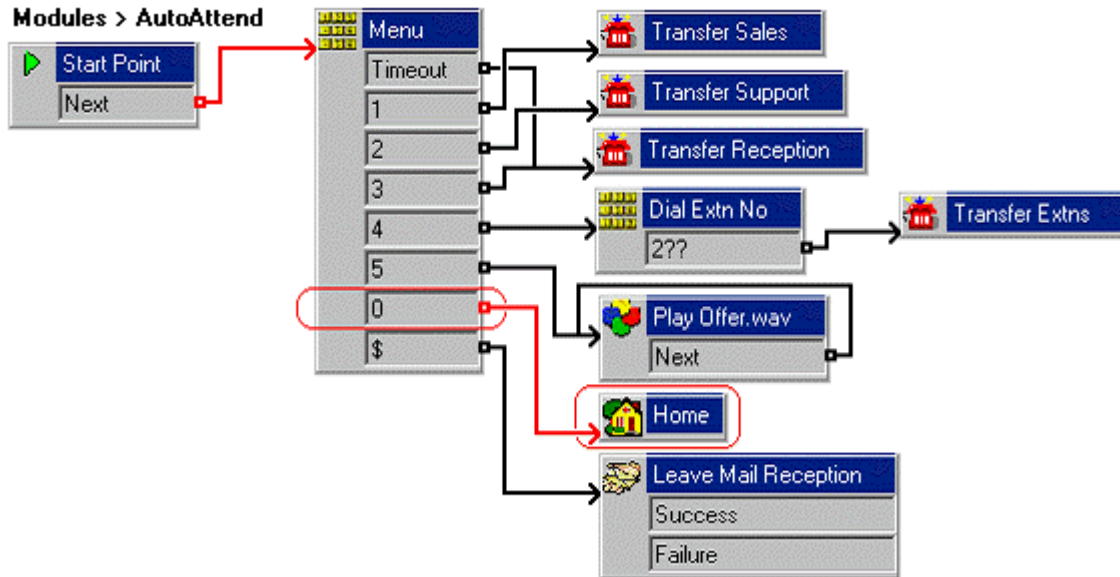 Modules > AutoAttend
Start Point
Next
Menu
Timeout
1
2
3
4
5
0
$
Transfer Sales
Transfer Support
Transfer Reception
Dial Extn No
2??
Transfer Extns
Play Offer.wav
Next
Home
Leave Mail Reception
Success
Failure